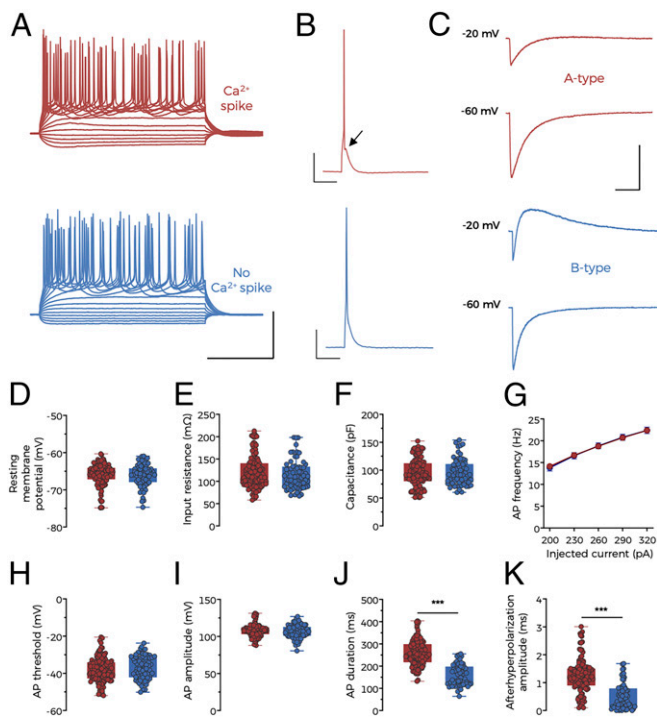 A
B
C
Ca2+
spike
-20 mV
A-type
-60 mV
No
Ca2+ spike
-20 mV
B-type
-60 mV
D
Resting
membrane
potential (mV)
-50
-60
-70
-80
E
Input resistance (mΩ)
250
200
150
100
50
0
F
Capacitance (pF)
200
150
100
50
0
G
AP frequency
(Hz)
25
20
15
10
5
0
200 230 260 290 320
Injected current (pA)
H
AP threshold
(mV)
0
-20
-40
-60
I
AP amplitude
(mV)
150
100
50
0
J
AP duration
(ms)
500
400
300
200
100
0
***
K
Afterhyperpolarization
amplitude (ms)
4
3
2
1
0
***